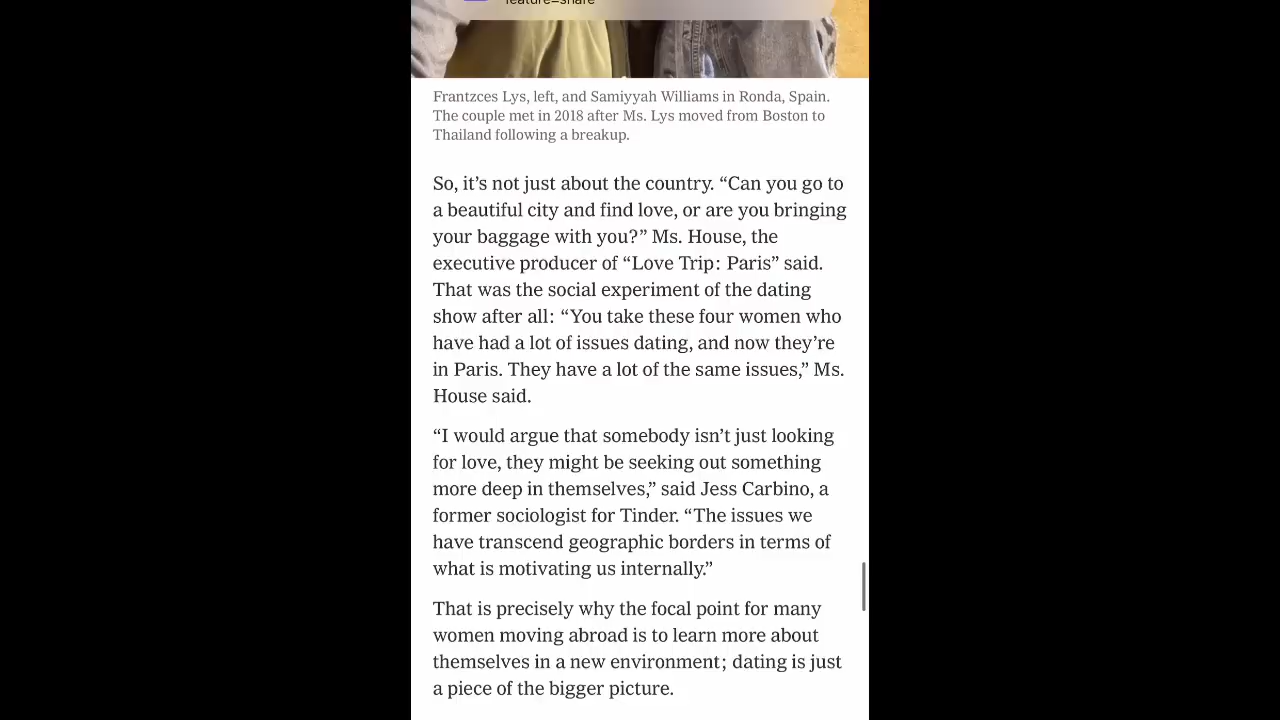 feature=share
Frantzces Lys, left, and Samiyyah Williams in Ronda, Spain.
The couple met in 2018 after Ms. Lys moved from Boston to
Thailand following a breakup.
So, it’s not just about the country. “Can you go to
a beautiful city and find love, or are you bringing
your baggage with you?” Ms. House, the
executive producer of “Love Trip: Paris” said.
That was the social experiment of the dating
show after all: “You take these four women who
have had a lot of issues dating, and now they’re
in Paris. They have a lot of the same issues,” Ms.
House said.
“I would argue that somebody isn’t just looking
for love, they might be seeking out something
more deep in themselves,” said Jess Carbino, a
former sociologist for Tinder. “The issues we
have transcend geographic borders in terms of
what is motivating us internally.”
That is precisely why the focal point for many
women moving abroad is to learn more about
themselves in a new environment; dating is just
a piece of the bigger picture.